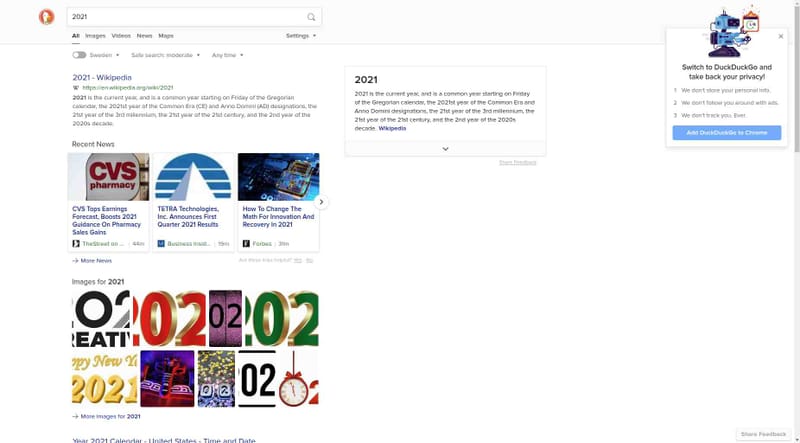 2021
All Images Videos News Maps Settings
Sweden Safe search: moderate Any time
2021 - Wikipedia
https://en.wikipedia.org/wiki/2021
2021 is the current year, and is a common year starting on Friday of the Gregorian
calendar, the 2021st year of the Common Era (CE) and Anno Domini (AD) designations, the
21st year of the 3rd millennium, the 21st year of the 21st century, and the 2nd year of the
2020s decade.
Recent News
CVS
pharmacy
CVS Tops Earnings
Forecast, Boosts 2021
Guidance On Pharmacy
Sales Gains
TheStreet on ... 44m
TETRA Technologies,
Inc. Announces First
Quarter 2021 Results
Business Insid... 19m
How To Change The
Math For Innovation And
Recovery In 2021
Forbes 31m
More News
Are these links helpful? Yes No
Images for 2021
2021
More Images for 2021
Year 2021 Calendar - United States - Time and Date
2021
2021 is the current year, and is a common year starting on Friday
of the Gregorian calendar, the 2021st year of the Common Era and
Anno Domini designations, the 21st year of the 3rd millennium, the
21st year of the 21st century, and the 2nd year of the 2020s
decade. Wikipedia
Share Feedback
Switch to DuckDuckGo and
take back your privacy!
1 We don't store your personal info.
2 We don't follow you around with ads.
3 We don't track you. Ever.
Add DuckDuckGo to Chrome
Share Feedback